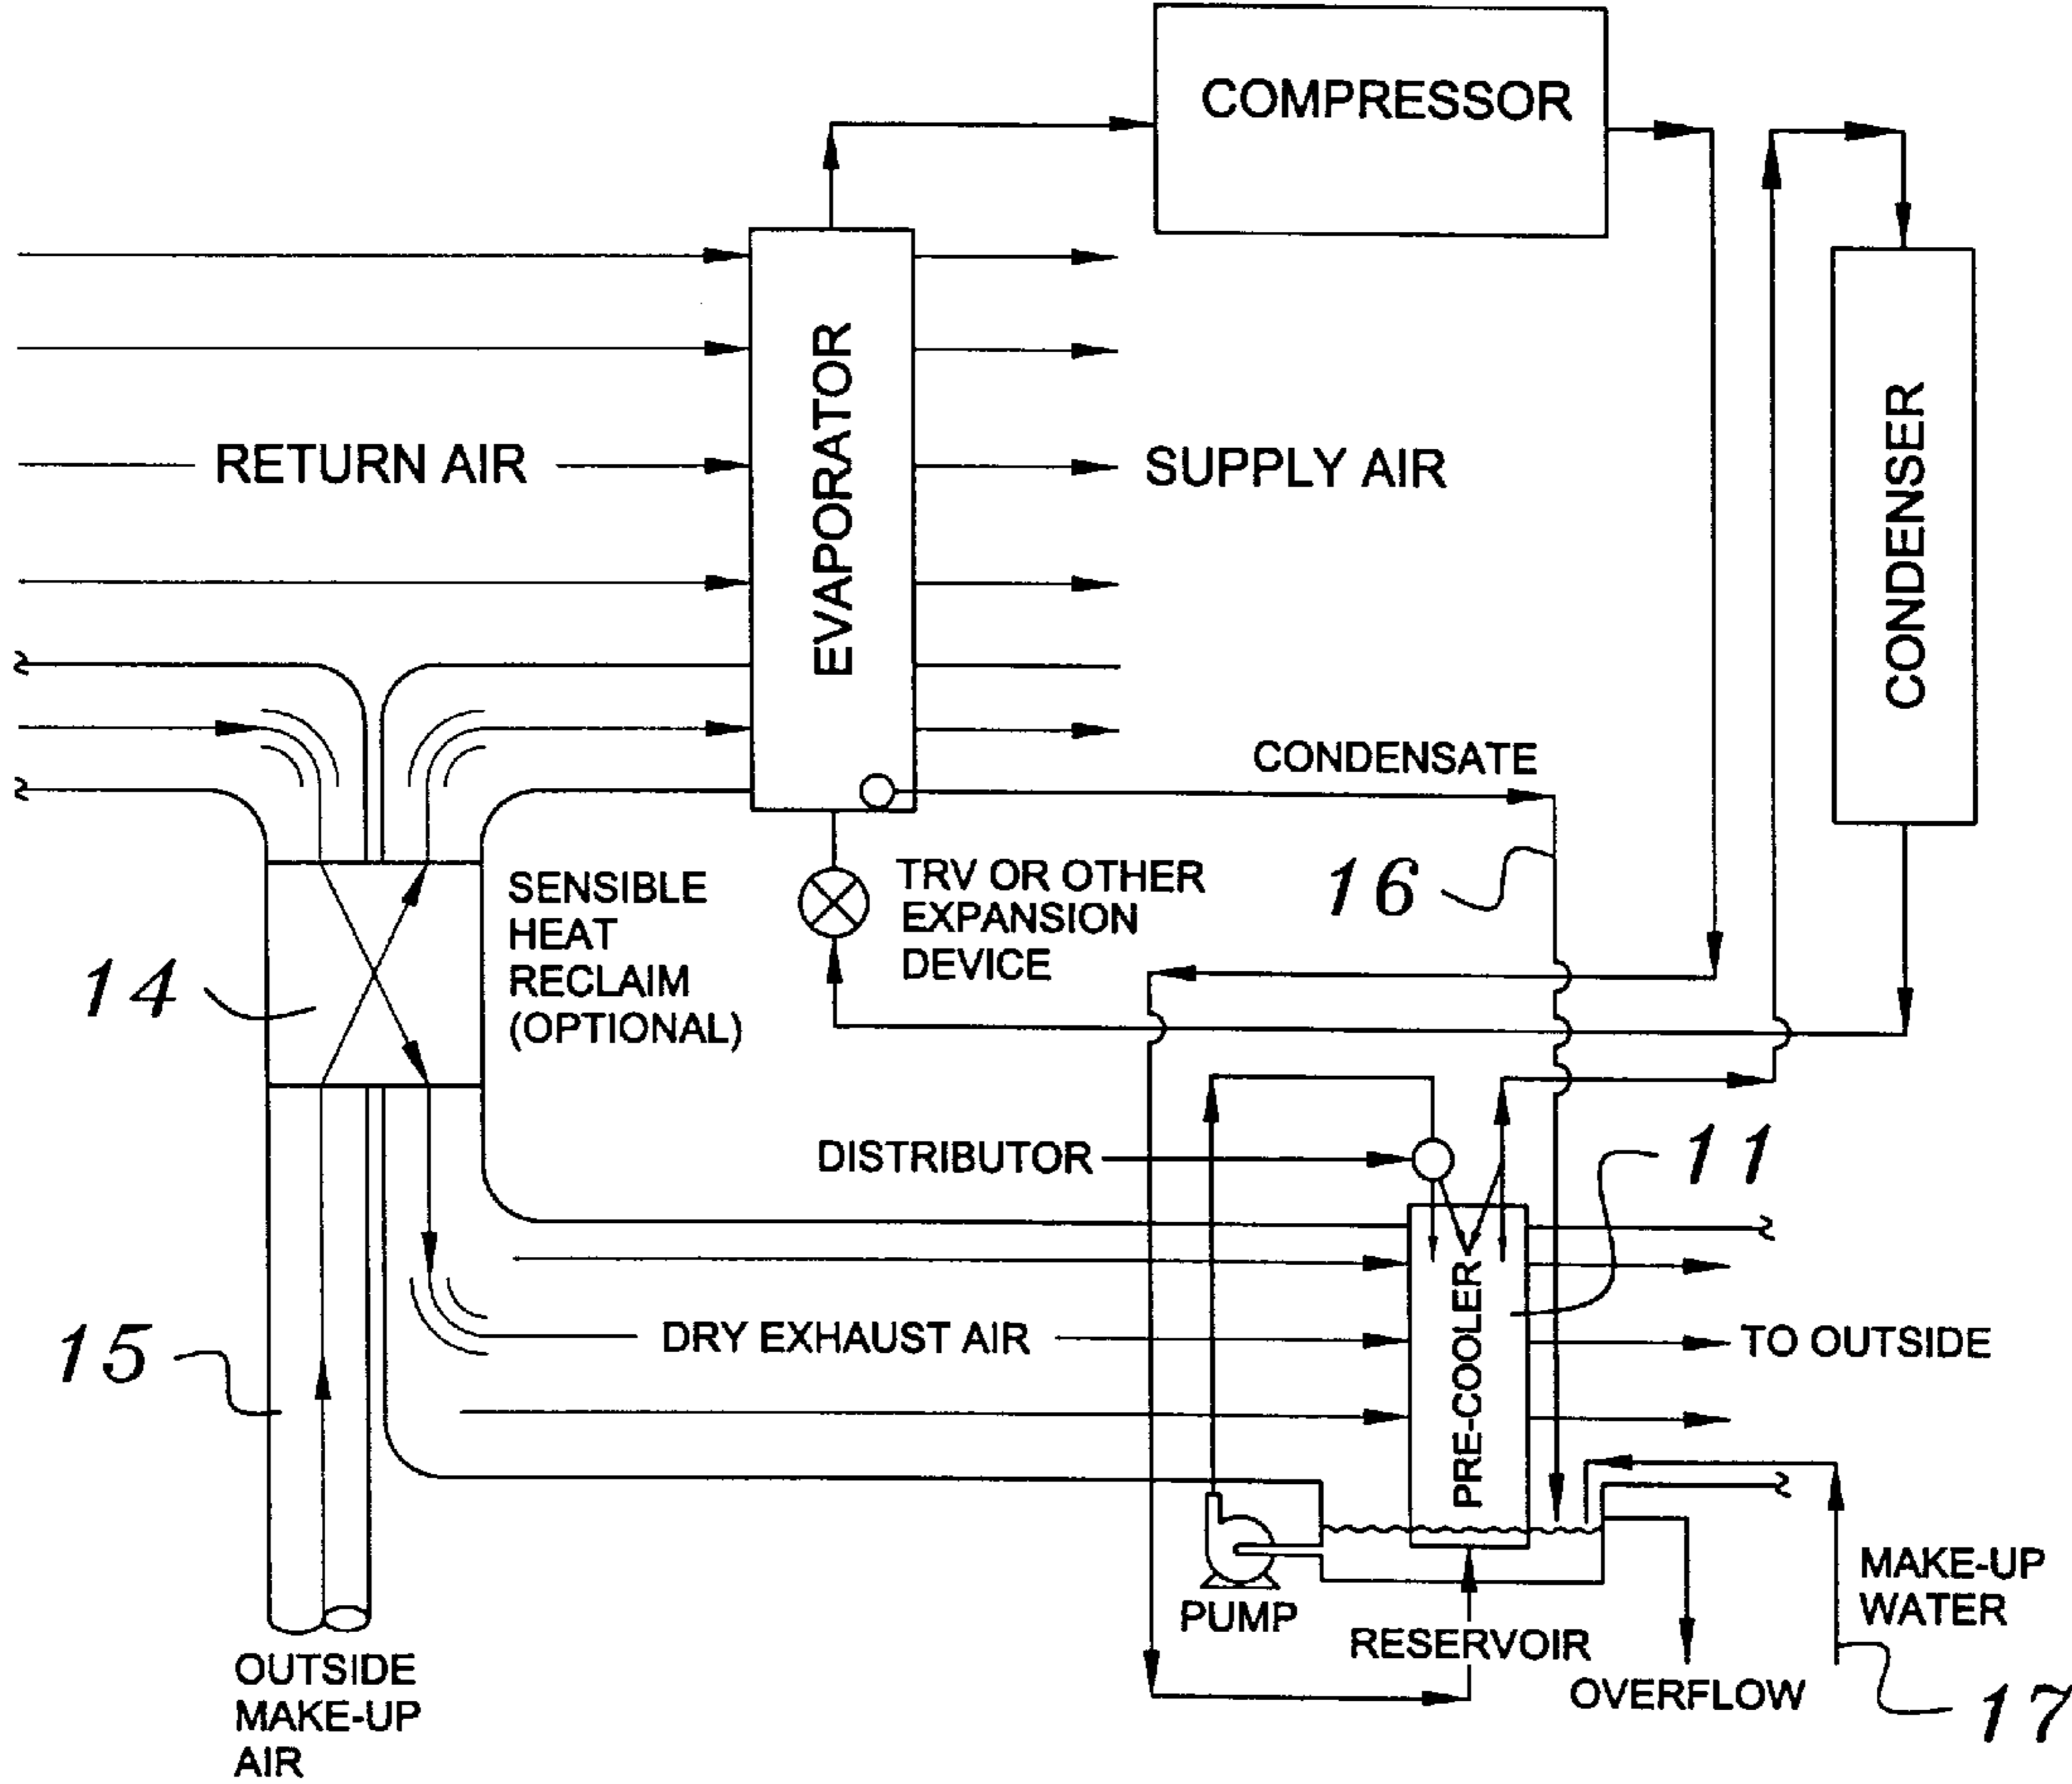 COMPRESSOR
EVAPORATOR
CONDENSER
RETURN AIR
SUPPLY AIR
CONDENSATE
16
TRV OR OTHER
EXPANSION
DEVICE
SENSIBLE
HEAT
RECLAIM
(OPTIONAL)
14
DISTRIBUTOR
11
PRE-COOLER
DRY EXHAUST AIR
TO OUTSIDE
15
PUMP
RESERVOIR
OVERFLOW
MAKE-UP
WATER
17
OUTSIDE
MAKE-UP
AIR